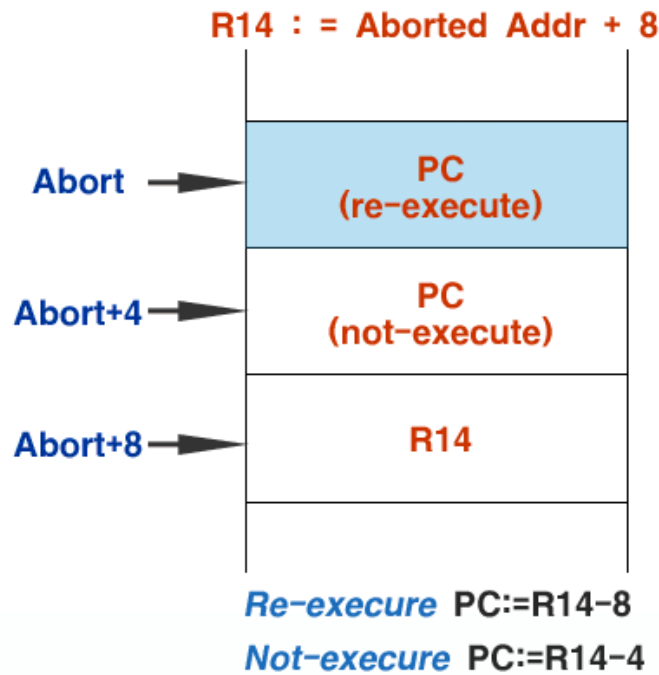 R14 : = Aborted Addr + 8
Abort
PC
(re-execute)
Abort+4
PC
(not-execute)
Abort+8
R14
Re-execure PC:=R14-8
Not-execure PC:=R14-4